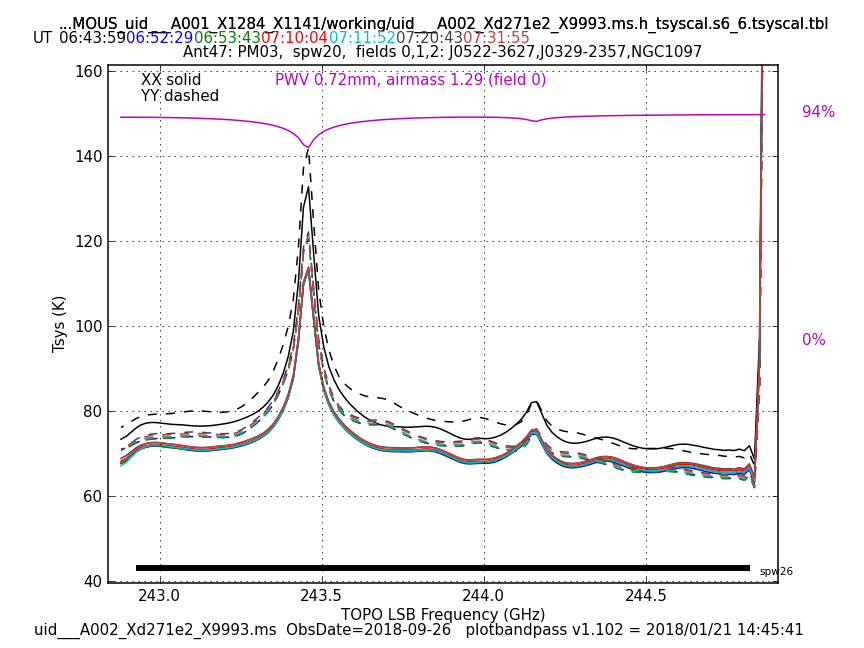 ...MOUS_uid___A001_X1284_X1141/working/uid___A002_Xd271e2_X9993.ms.h_tsyscal.s6_6.tsyscal.tbl
UT 06:43:59 06:52:29 06:53:43 07:10:04 07:11:52 07:20:43 07:31:55
Ant47: PM03, spw20, fields 0,1,2: J0522-3627,J0329-2357,NGC1097
XX solid
YY dashed
PWV 0.72mm, airmass 1.29 (field 0)
94%
0%
160
140
120
100
80
60
40
Tsys (K)
spw26
243.0 243.5 244.0 244.5
TOPO LSB Frequency (GHz)
uid___A002_Xd271e2_X9993.ms ObsDate=2018-09-26 plotbandpass v1.102 = 2018/01/21 14:45:41